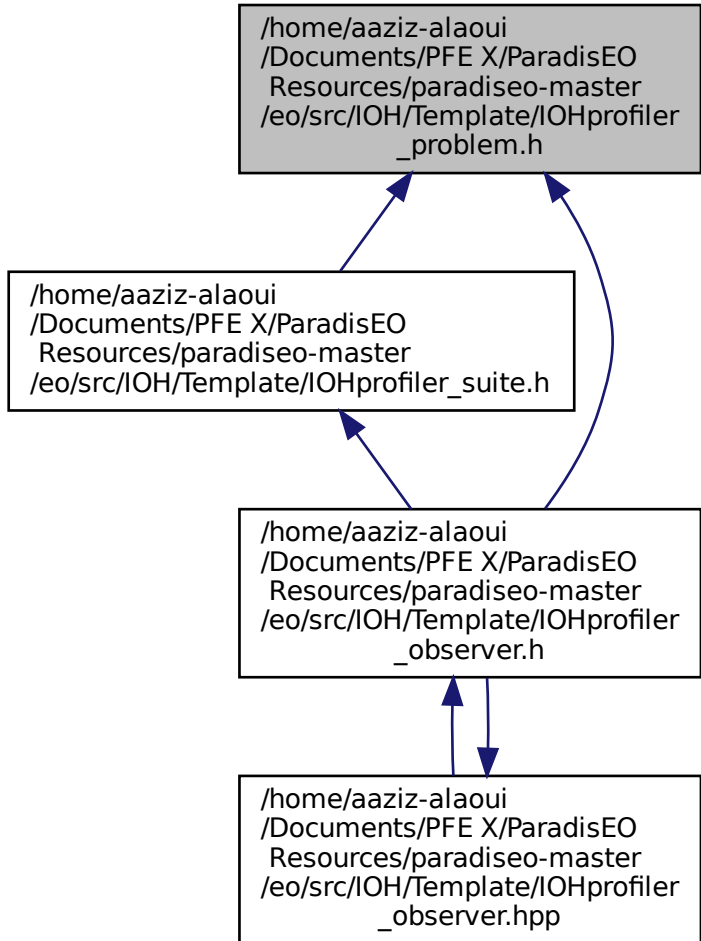 /home/aaziz-alaoui
/Documents/PFE X/ParadisEO
Resources/paradiseo-master
/eo/src/IOH/Template/IOHprofiler
_problem.h
/home/aaziz-alaoui
/Documents/PFE X/ParadisEO
Resources/paradiseo-master
/eo/src/IOH/Template/IOHprofiler_suite.h
/home/aaziz-alaoui
/Documents/PFE X/ParadisEO
Resources/paradiseo-master
/eo/src/IOH/Template/IOHprofiler
_observer.h
/home/aaziz-alaoui
/Documents/PFE X/ParadisEO
Resources/paradiseo-master
/eo/src/IOH/Template/IOHprofiler
_observer.hpp